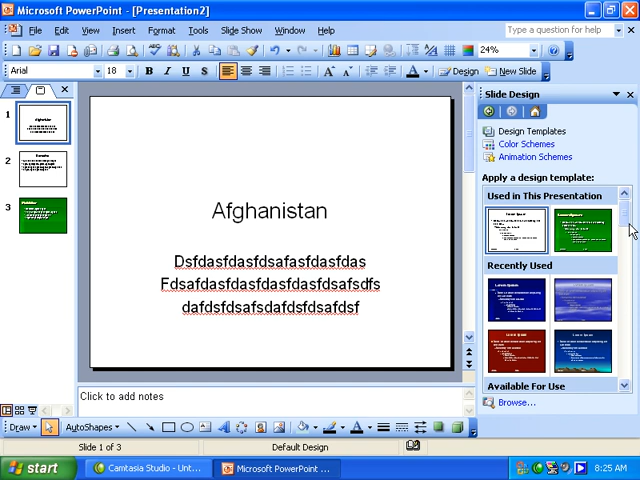 Microsoft PowerPoint - [Presentation2]
File Edit View Insert Format Tools Slide Show Window Help
Type a question for help
24%
Arial 18 B I U S A A A Design New Slide
Slide Design
Design Templates
Color Schemes
Animation Schemes
Apply a design template:
Used in This Presentation
Recently Used
Available For Use
Browse...
1
2
3
Afghanistan
Dsfdasfdasfdsafasfdasfdas
Fdsafdasfdasfdasfdasfdsafsdfs
dafdsfdsafsdafdsfdsafdsf
Click to add notes
Draw AutoShapes
Slide 1 of 3 Default Design
start Camtasia Studio - Unt... Microsoft PowerPoint ... 8:25 AM